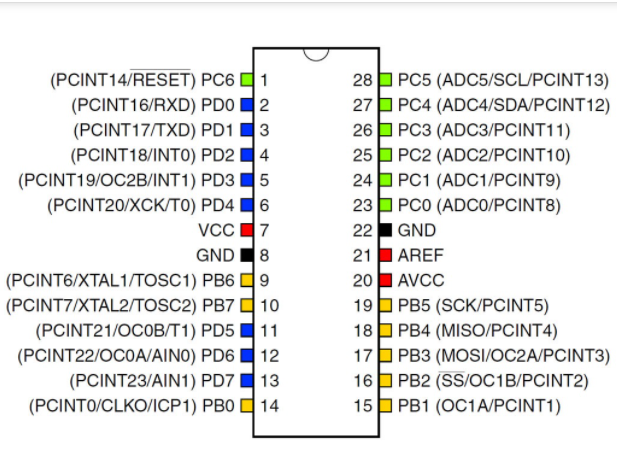 (PCINT14/RESET) PC6 1 28 PC5 (ADC5/SCL/PCINT13)
(PCINT16/RXD) PD0 2 27 PC4 (ADC4/SDA/PCINT12)
(PCINT17/TXD) PD1 3 26 PC3 (ADC3/PCINT11)
(PCINT18/INT0) PD2 4 25 PC2 (ADC2/PCINT10)
(PCINT19/OC2B/INT1) PD3 5 24 PC1 (ADC1/PCINT9)
(PCINT20/XCK/T0) PD4 6 23 PC0 (ADC0/PCINT8)
VCC 7 22 GND
GND 8 21 AREF
(PCINT6/XTAL1/TOSC1) PB6 9 20 AVCC
(PCINT7/XTAL2/TOSC2) PB7 10 19 PB5 (SCK/PCINT5)
(PCINT21/OC0B/T1) PD5 11 18 PB4 (MISO/PCINT4)
(PCINT22/OC0A/AIN0) PD6 12 17 PB3 (MOSI/OC2A/PCINT3)
(PCINT23/AIN1) PD7 13 16 PB2 (SS/OC1B/PCINT2)
(PCINT0/CLKO/ICP1) PB0 14 15 PB1 (OC1A/PCINT1)